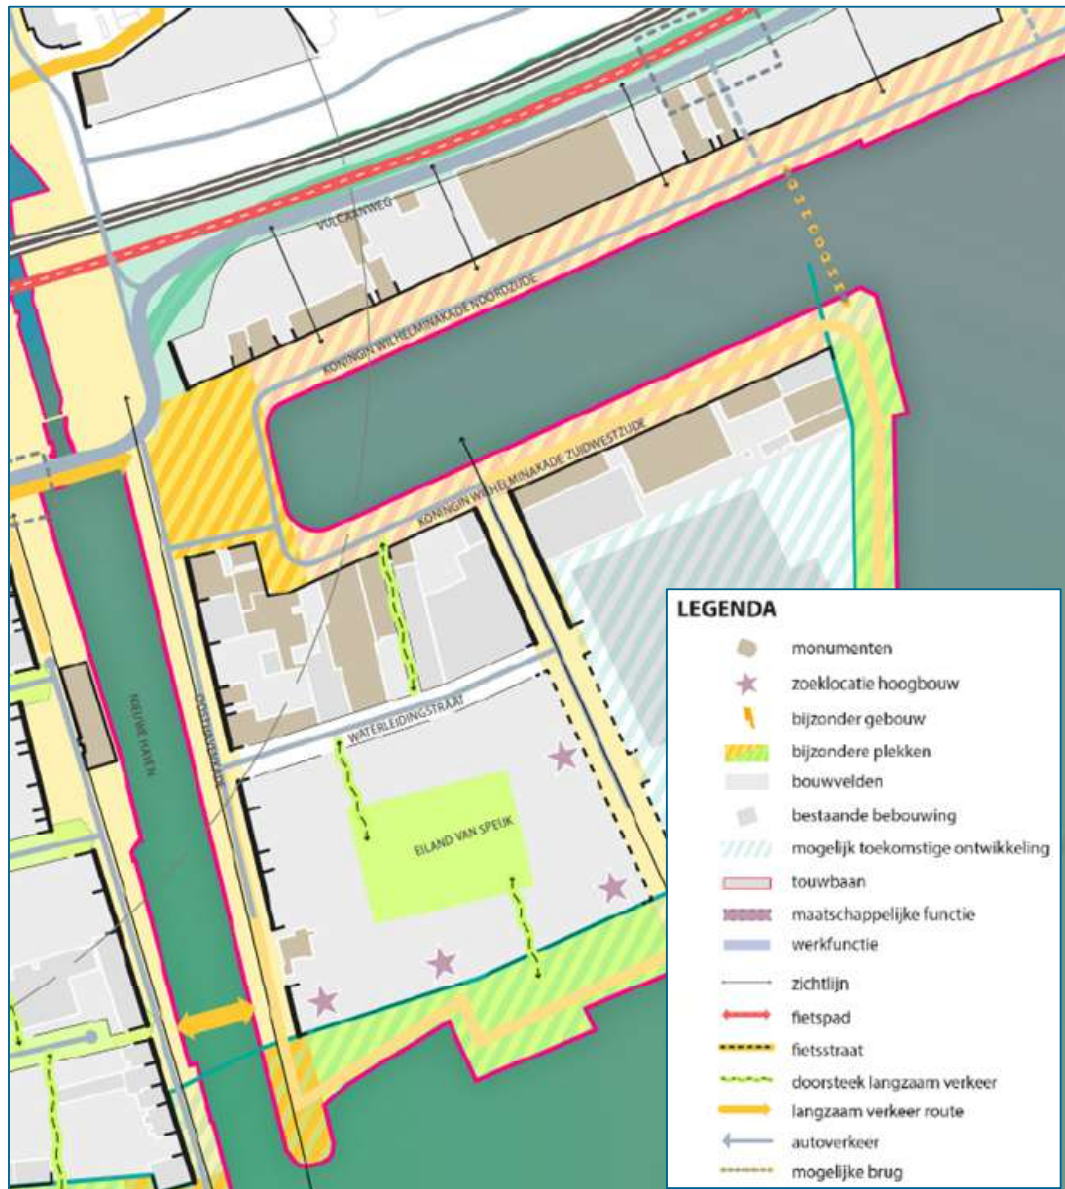 VULCAANWEG
KONINGIN WILHELMINAKADE NOORDZIJDE
KONINGIN WILHELMINAKADE ZUIDWESTZIJDE
NIEUWE HAVEN
OOSTHAVENKADE
WATERLEIDINGSTRAAT
EILAND VAN SPEIJK
LEGENDA
monumenten
zoeklocatie hoogbouw
bijzonder gebouw
bijzondere plekken
bouwvelden
bestaande bebouwing
mogelijk toekomstige ontwikkeling
touwbaan
maatschappelijke functie
werkfunctie
zichtlijn
fietspad
fietsstraat
doorsteek langzaam verkeer
langzaam verkeer route
autoverkeer
mogelijke brug